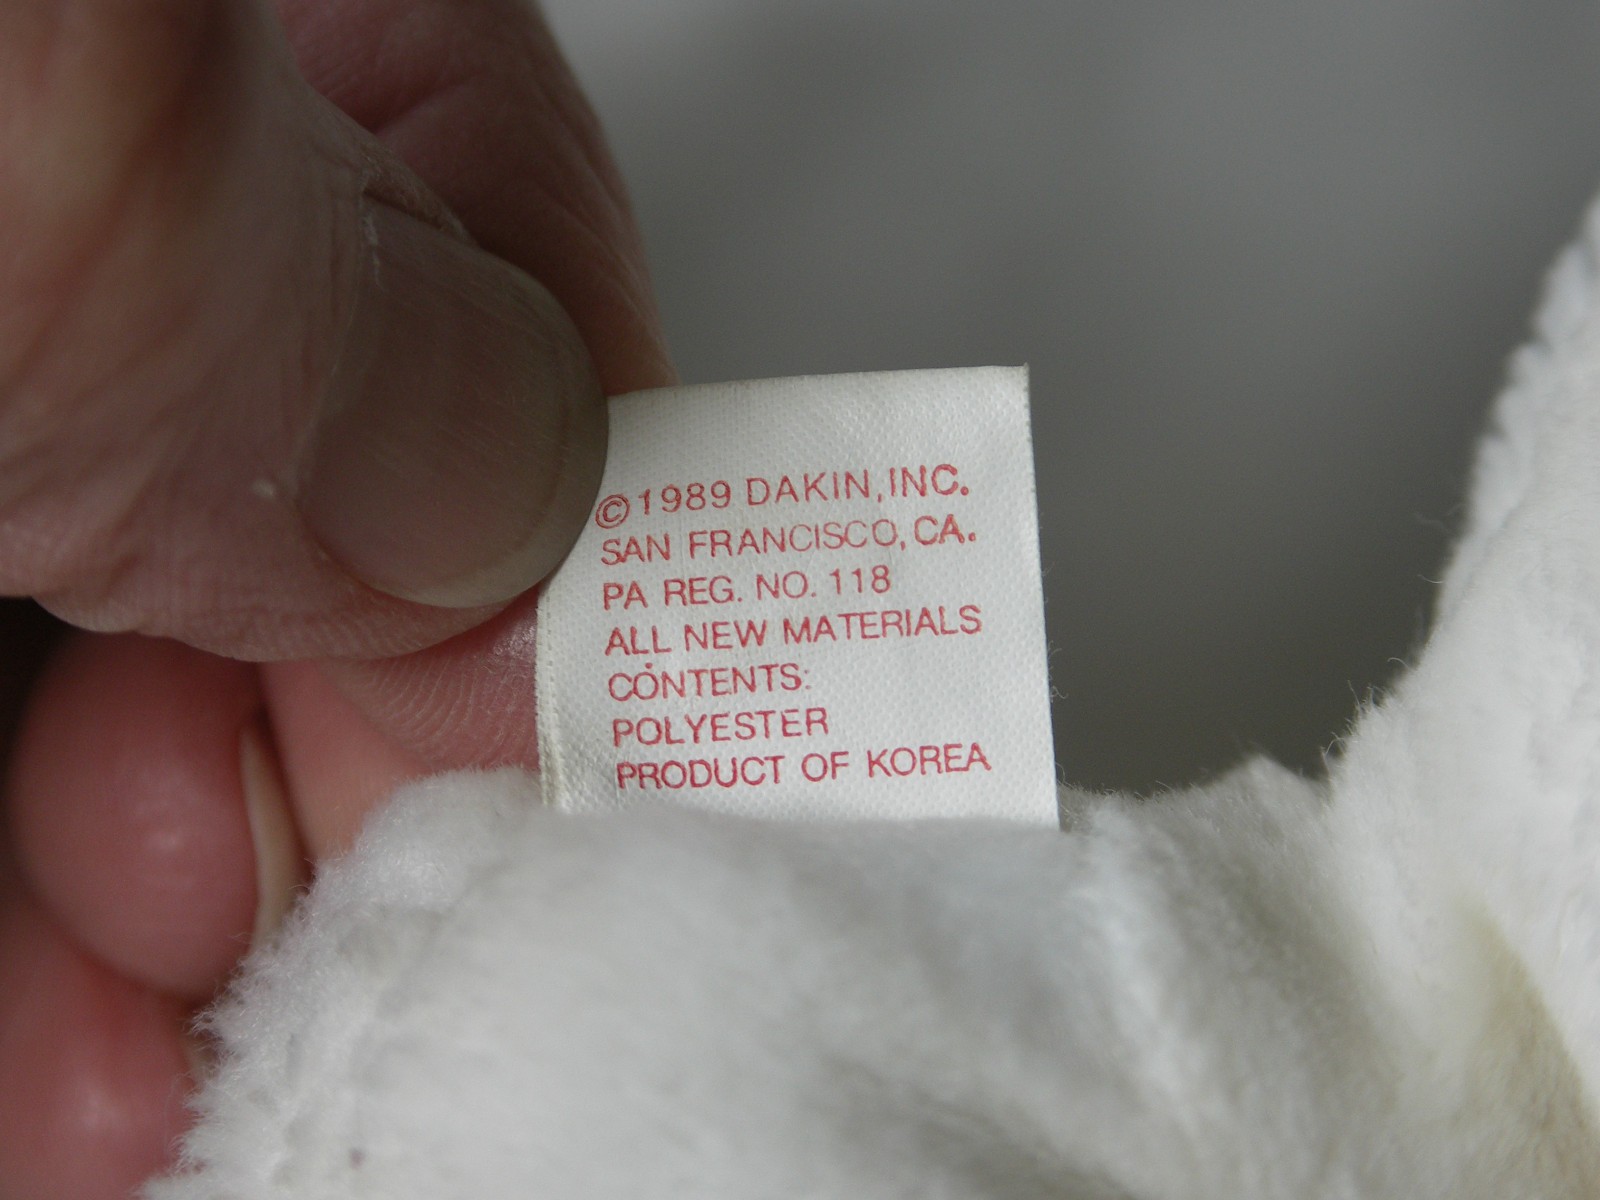 ©1989 DAKIN, INC.
SAN FRANCISCO, CA.
PA REG. NO. 118
ALL NEW MATERIALS
CONTENTS:
POLYESTER
PRODUCT OF KOREA